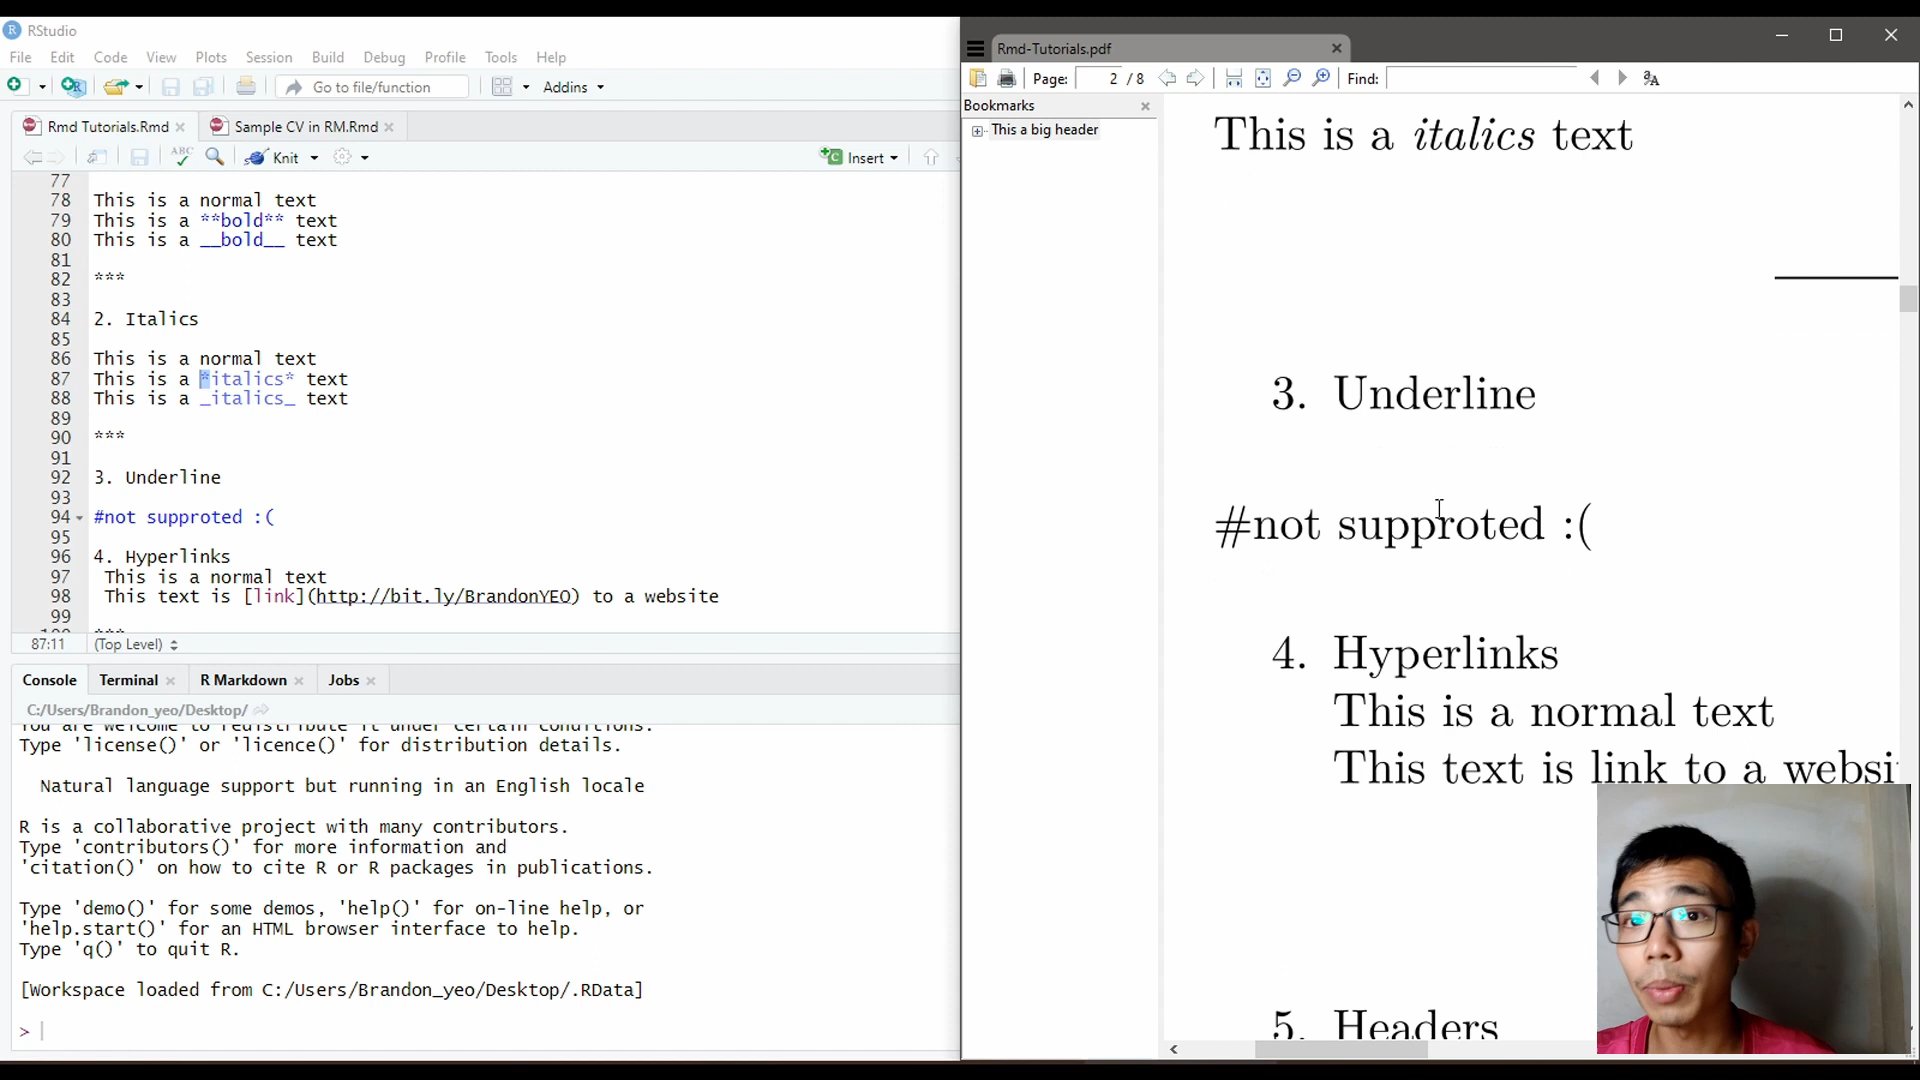 RStudio
File Edit Code View Plots Session Build Debug Profile Tools Help
Go to file/function Addins
Rmd Tutorials.Rmd Sample CV in RM.Rmd
ABC Knit Insert
77
78 This is a normal text
79 This is a **bold** text
80 This is a __bold__ text
81
82 ***
83
84 2. Italics
85
86 This is a normal text
87 This is a *italics* text
88 This is a _italics_ text
89
90 ***
91
92 3. Underline
93
94 #not supproted :(
95
96 4. Hyperlinks
97 This is a normal text
98 This text is [link](http://bit.ly/BrandonYEO) to a website
99
87:11 (Top Level)
Console Terminal R Markdown Jobs
C:/Users/Brandon_yeo/Desktop/
You are welcome to redistribute it under certain conditions.
Type 'license()' or 'licence()' for distribution details.
Natural language support but running in an English locale
R is a collaborative project with many contributors.
Type 'contributors()' for more information and
'citation()' on how to cite R or R packages in publications.
Type 'demo()' for some demos, 'help()' for on-line help, or
'help.start()' for an HTML browser interface to help.
Type 'q()' to quit R.
[Workspace loaded from C:/Users/Brandon_yeo/Desktop/.RData]
>
Rmd-Tutorials.pdf
Page: 2 / 8 Find:
Bookmarks
This a big header
This is a italics text
3. Underline
#not supproted :(
4. Hyperlinks
This is a normal text
This text is link to a websi
5. Headers